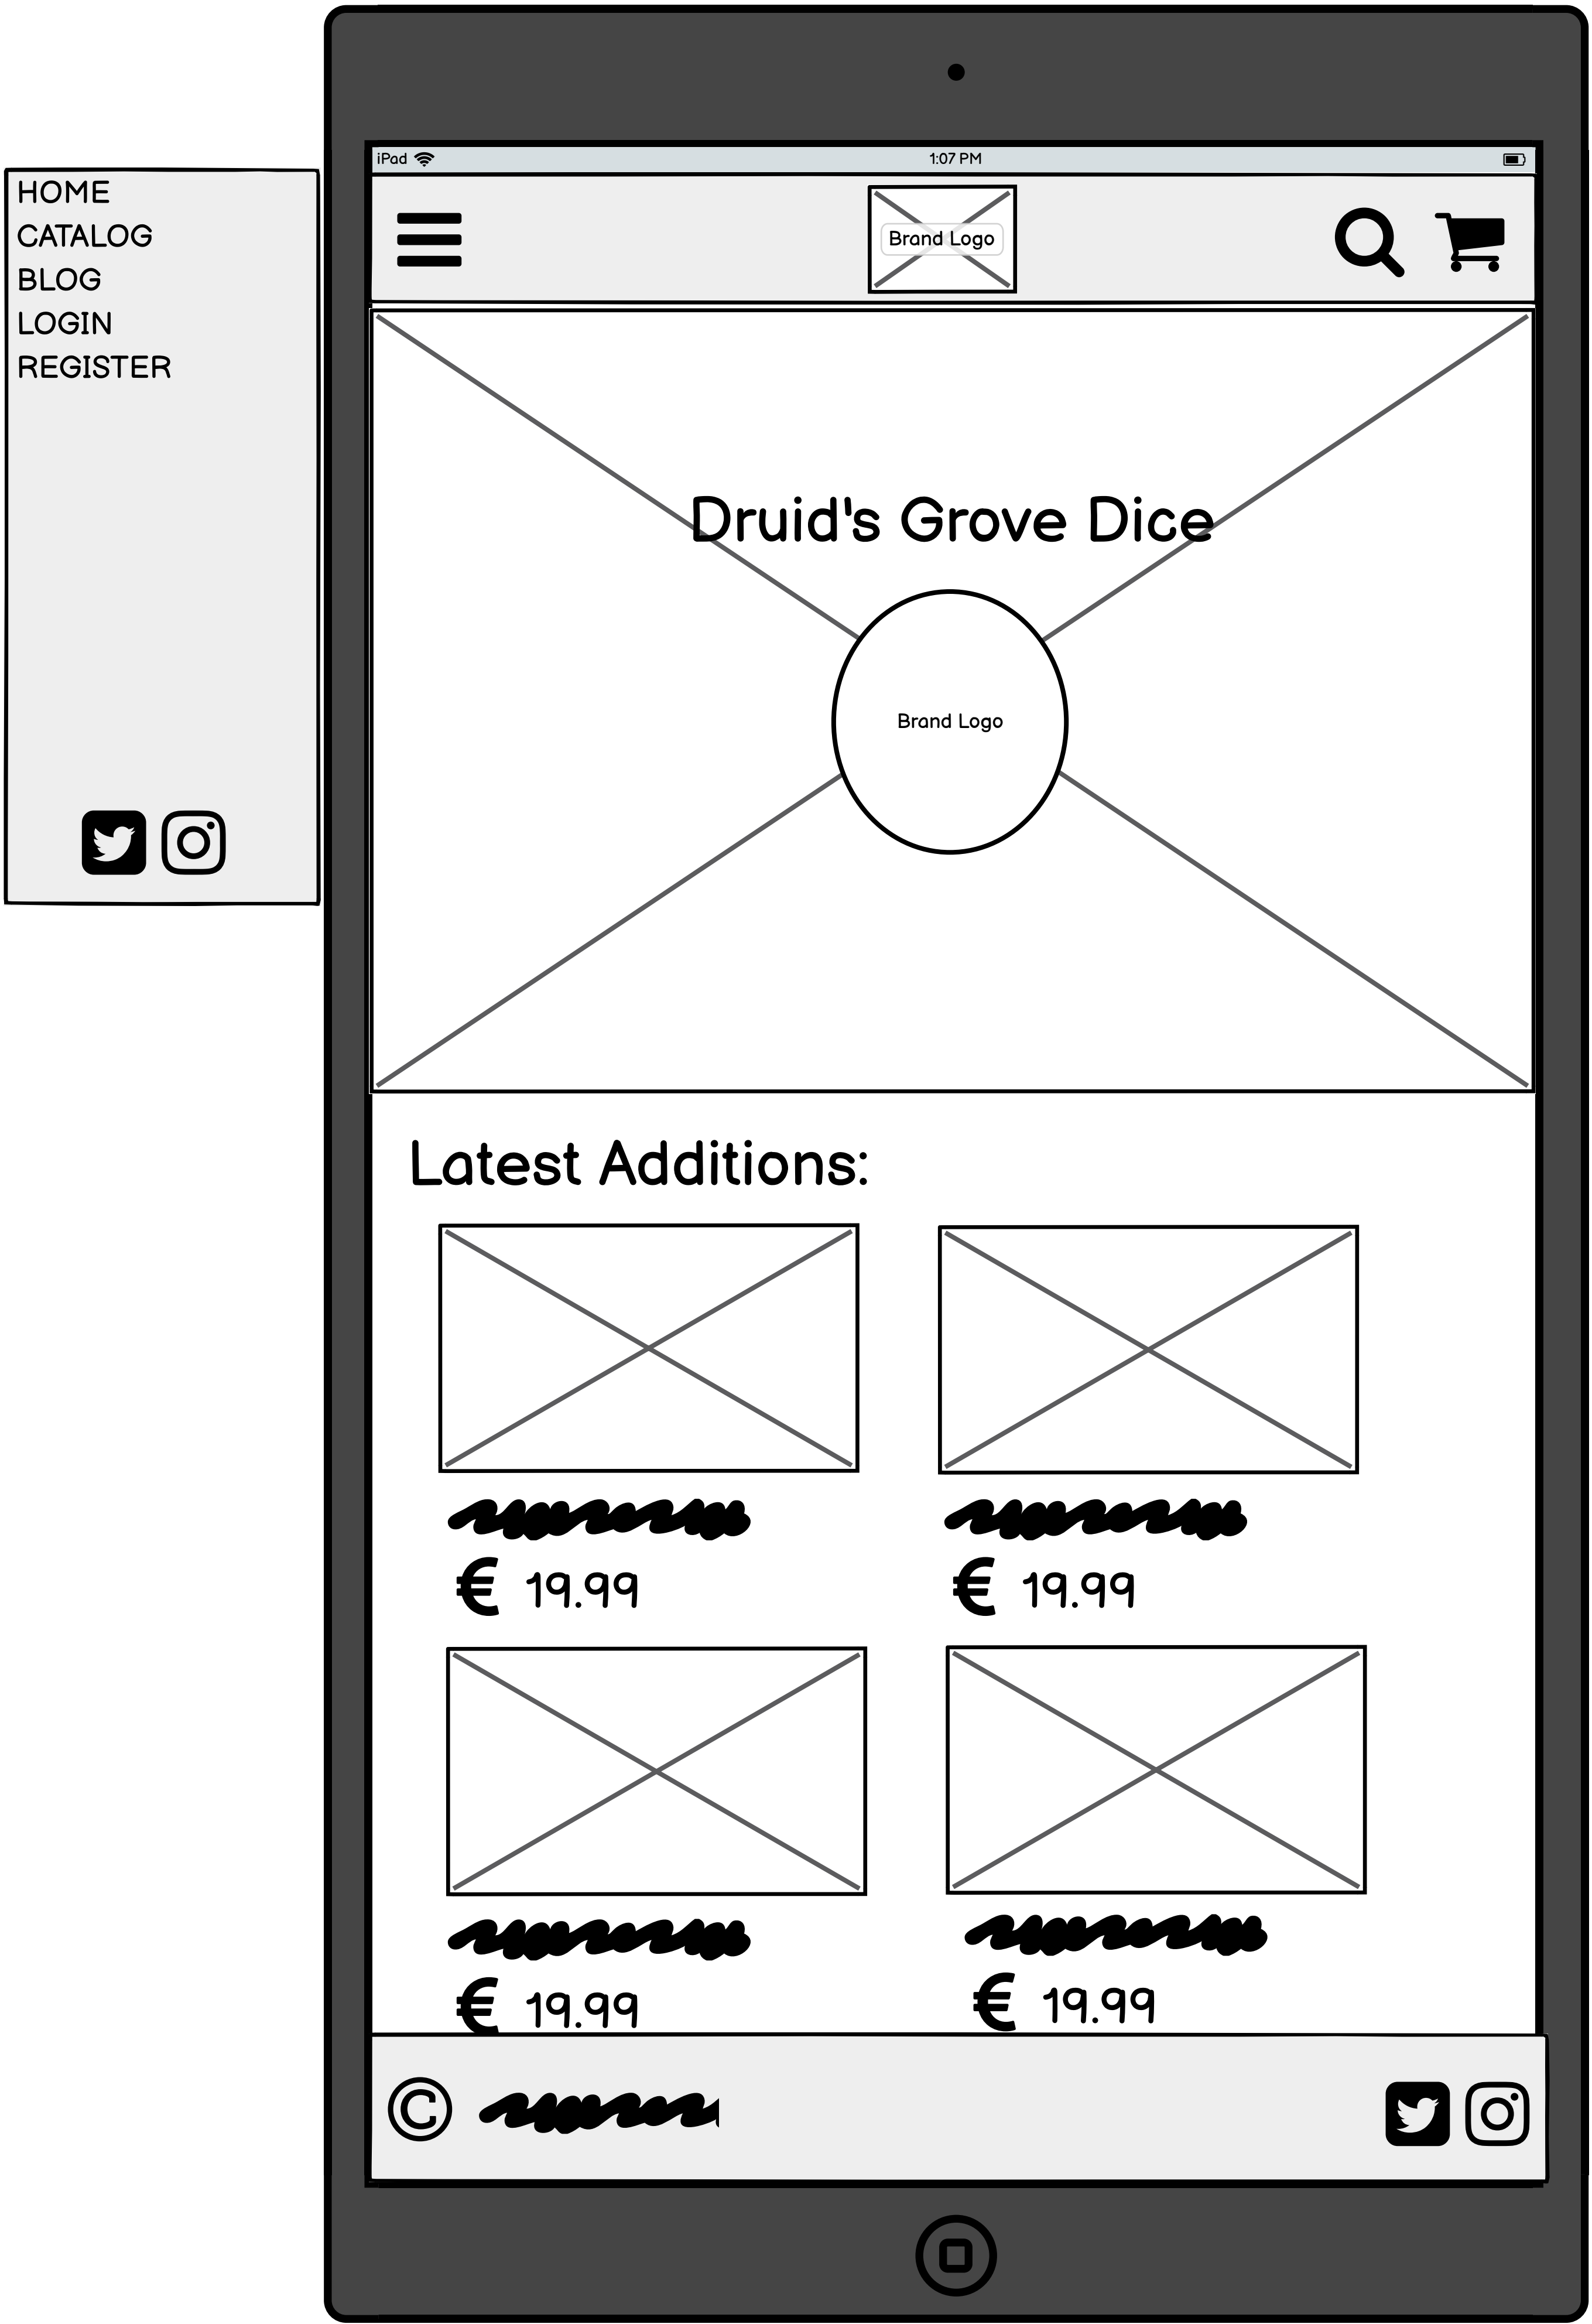 HOME
CATALOG
BLOG
LOGIN
REGISTER
iPad
1:07 PM
Brand Logo
Druid's Grove Dice
Brand Logo
Latest Additions:
€ 19.99
€ 19.99
€ 19.99
€ 19.99
©